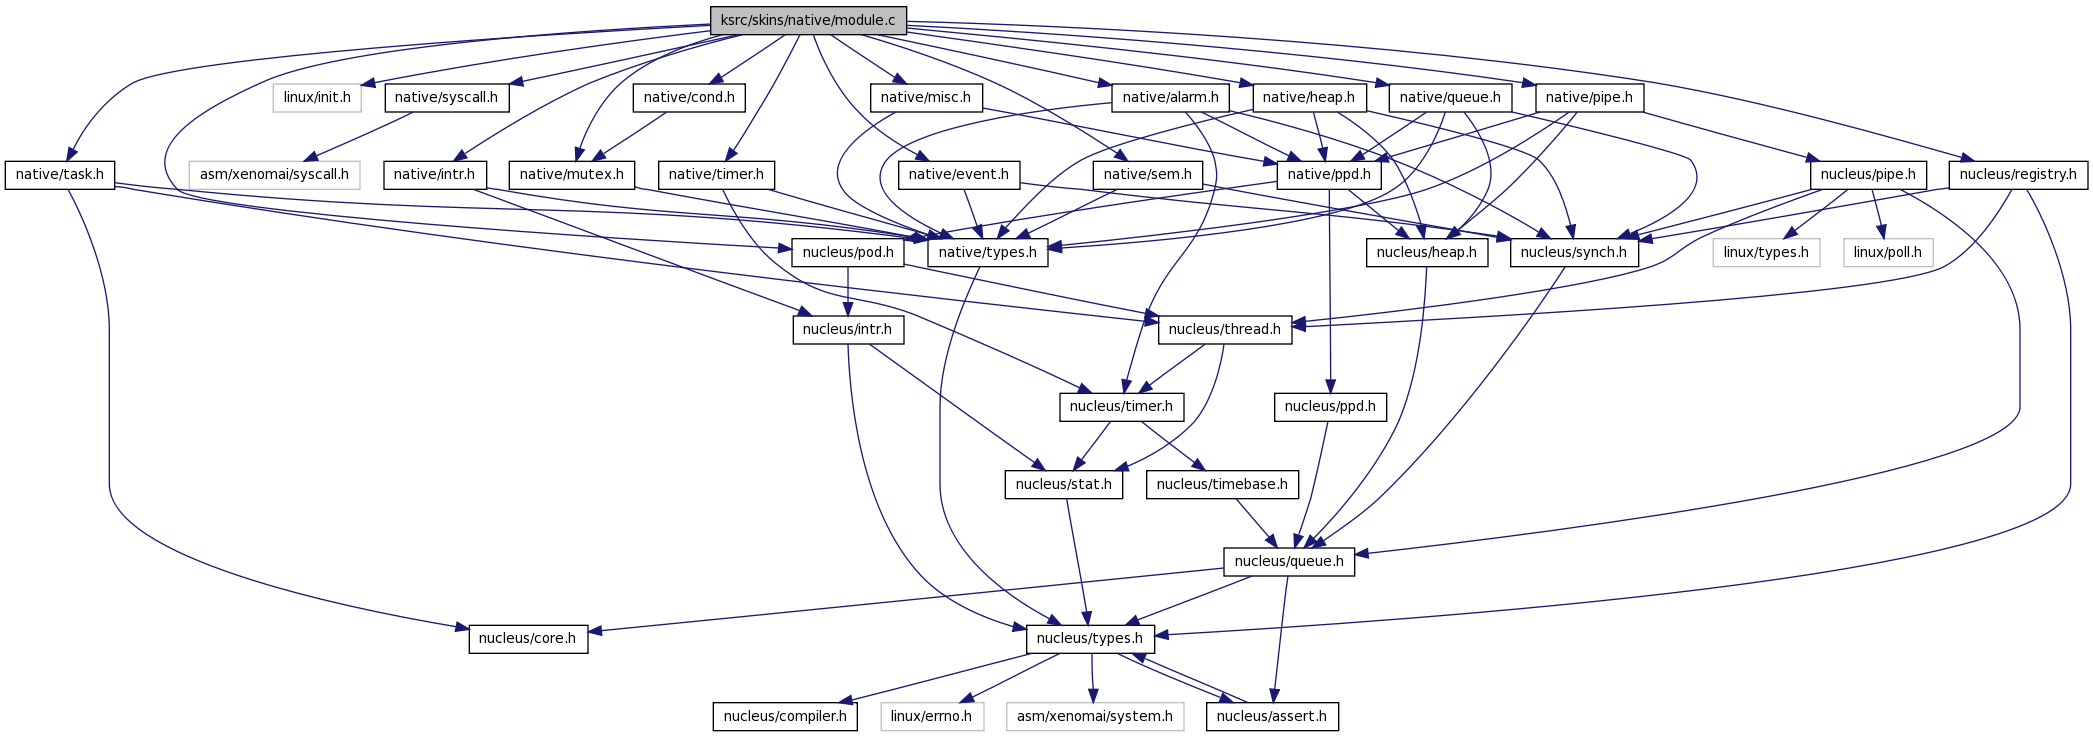 ksrc/skins/native/module.c
linux/init.h
native/syscall.h
native/cond.h
native/misc.h
native/alarm.h
native/heap.h
native/queue.h
native/pipe.h
native/task.h
asm/xenomai/syscall.h
native/intr.h
native/mutex.h
native/timer.h
native/event.h
native/sem.h
native/ppd.h
nucleus/pipe.h
nucleus/registry.h
nucleus/pod.h
native/types.h
nucleus/heap.h
nucleus/synch.h
linux/types.h
linux/poll.h
nucleus/intr.h
nucleus/thread.h
nucleus/timer.h
nucleus/ppd.h
nucleus/stat.h
nucleus/timebase.h
nucleus/queue.h
nucleus/core.h
nucleus/types.h
nucleus/compiler.h
linux/errno.h
asm/xenomai/system.h
nucleus/assert.h